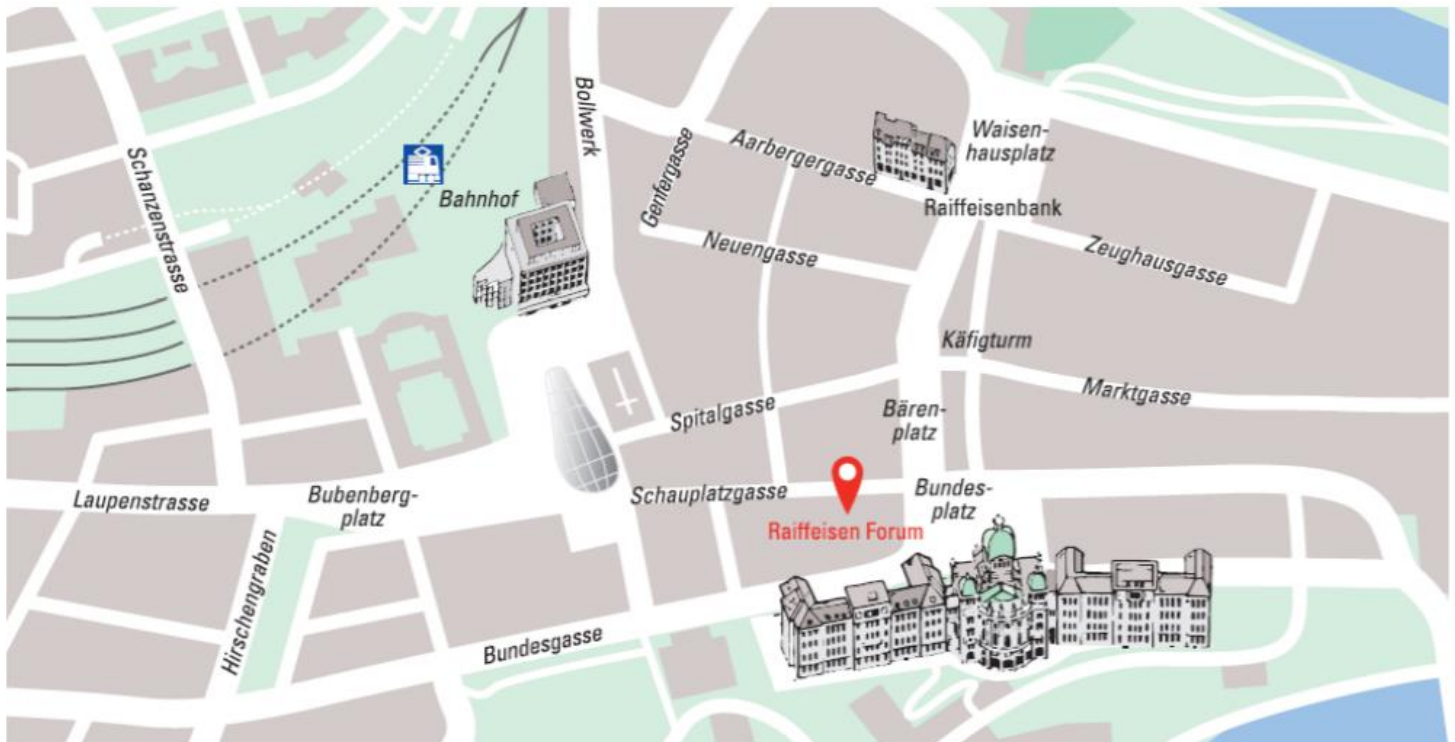 Bollwerk
Schanzenstrasse
Bahnhof
Genfergasse
Aarbergergasse
Waisen-
hausplatz
Raiffeisenbank
Neuengasse
Zeughausgasse
Käfigturm
Marktgasse
Spitalgasse
Bären-
platz
Laupenstrasse
Bubenberg-
platz
Schauplatzgasse
Raiffeisen Forum
Bundes-
platz
Hirschengraben
Bundesgasse